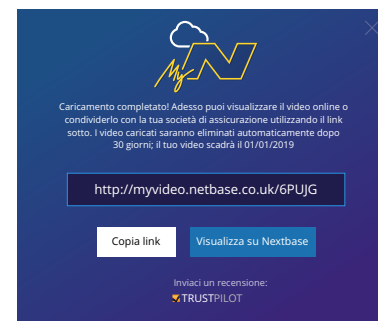 MyN
Caricamento completato! Adesso puoi visualizzare il video online o
condividerlo con la tua società di assicurazione utilizzando il link
sotto. I video caricati saranno eliminati automaticamente dopo
30 giorni; il tuo video scadrà il 01/01/2019
http://myvideo.netbase.co.uk/6PUJG
Copia link
Visualizza su Nextbase
Inviaci un recensione:
TRUSTPILOT